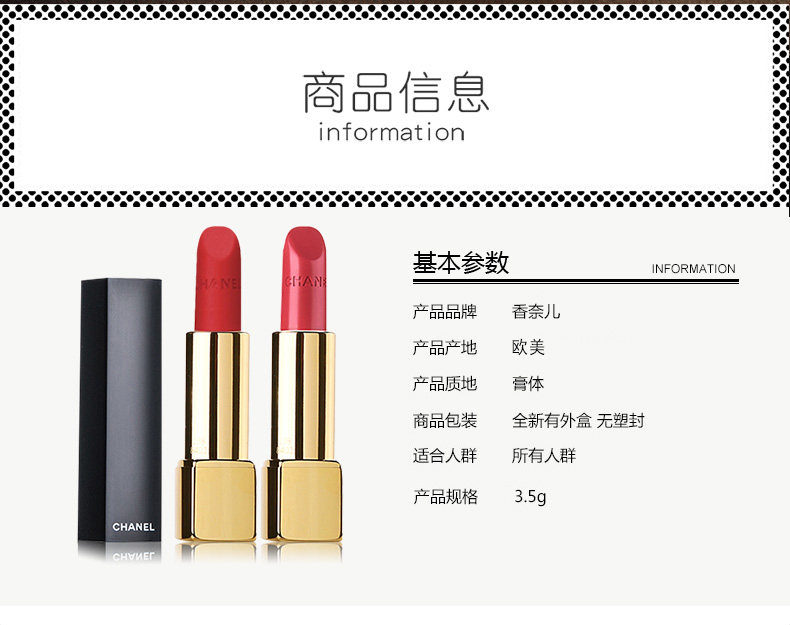 商品信息
information
基本参数 INFORMATION
产品品牌 香奈儿
产品产地 欧美
产品质地 膏体
商品包装 全新有外盒 无塑封
适合人群 所有人群
产品规格 3.5g
CHANEL
CHANEL
CHANEL